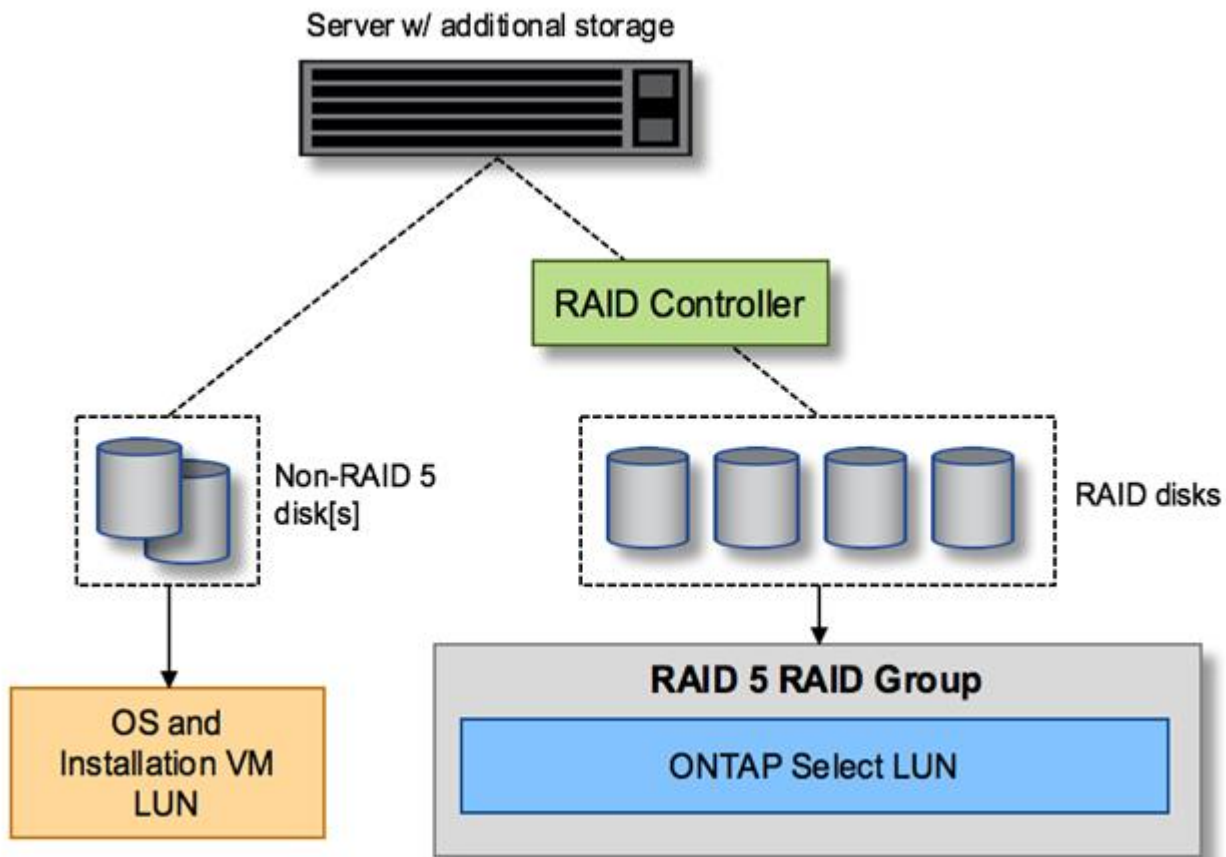 Server w/ additional storage
RAID Controller
Non-RAID 5
disk[s]
RAID disks
OS and
Installation VM
LUN
RAID 5 RAID Group
ONTAP Select LUN